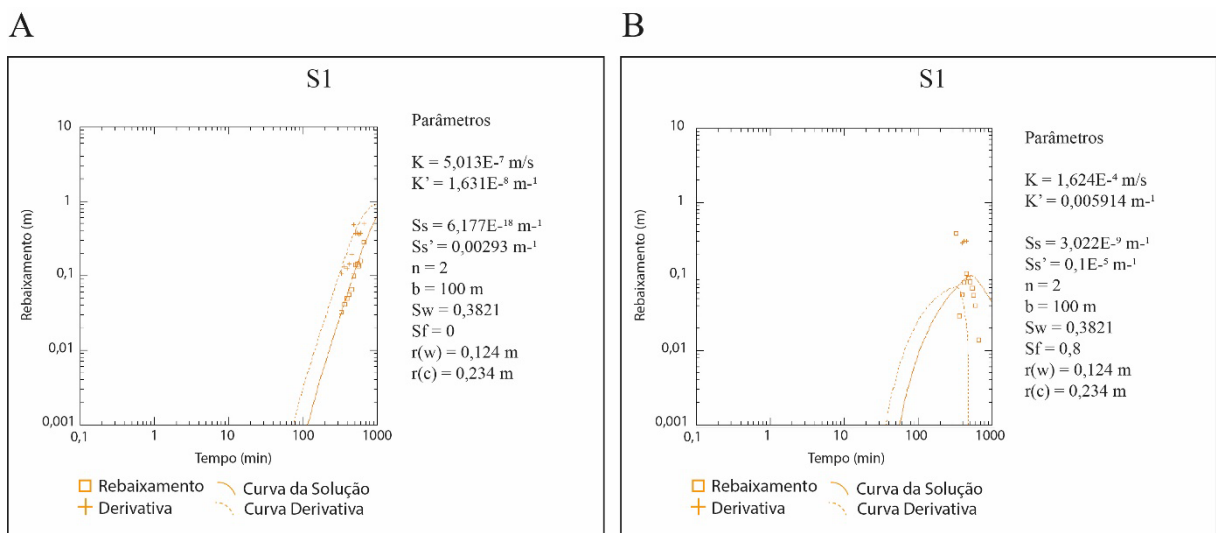 A
S1
10
1
0,1
0,01
0,001
Rebaixamento (m)
0,1
1
10
100
1000
Tempo (min)
Parâmetros
K = 5,013E-⁷ m/s
K' = 1,631E-⁸ m-¹
Ss = 6,177E-¹⁸ m-¹
Ss' = 0,00293 m-¹
n = 2
b = 100 m
Sw = 0,3821
Sf = 0
r(w) = 0,124 m
r(c) = 0,234 m
Rebaixamento
Curva da Solução
Derivativa
Curva Derivativa
B
S1
10
1
0,1
0,01
0,001
Rebaixamento (m)
0,1
1
10
100
1000
Tempo (min)
Parâmetros
K = 1,624E-⁴ m/s
K' = 0,005914 m-¹
Ss = 3,022E-⁹ m-¹
Ss' = 0,1E-⁵ m-¹
n = 2
b = 100 m
Sw = 0,3821
Sf = 0,8
r(w) = 0,124 m
r(c) = 0,234 m
Rebaixamento
Curva da Solução
Derivativa
Curva Derivativa